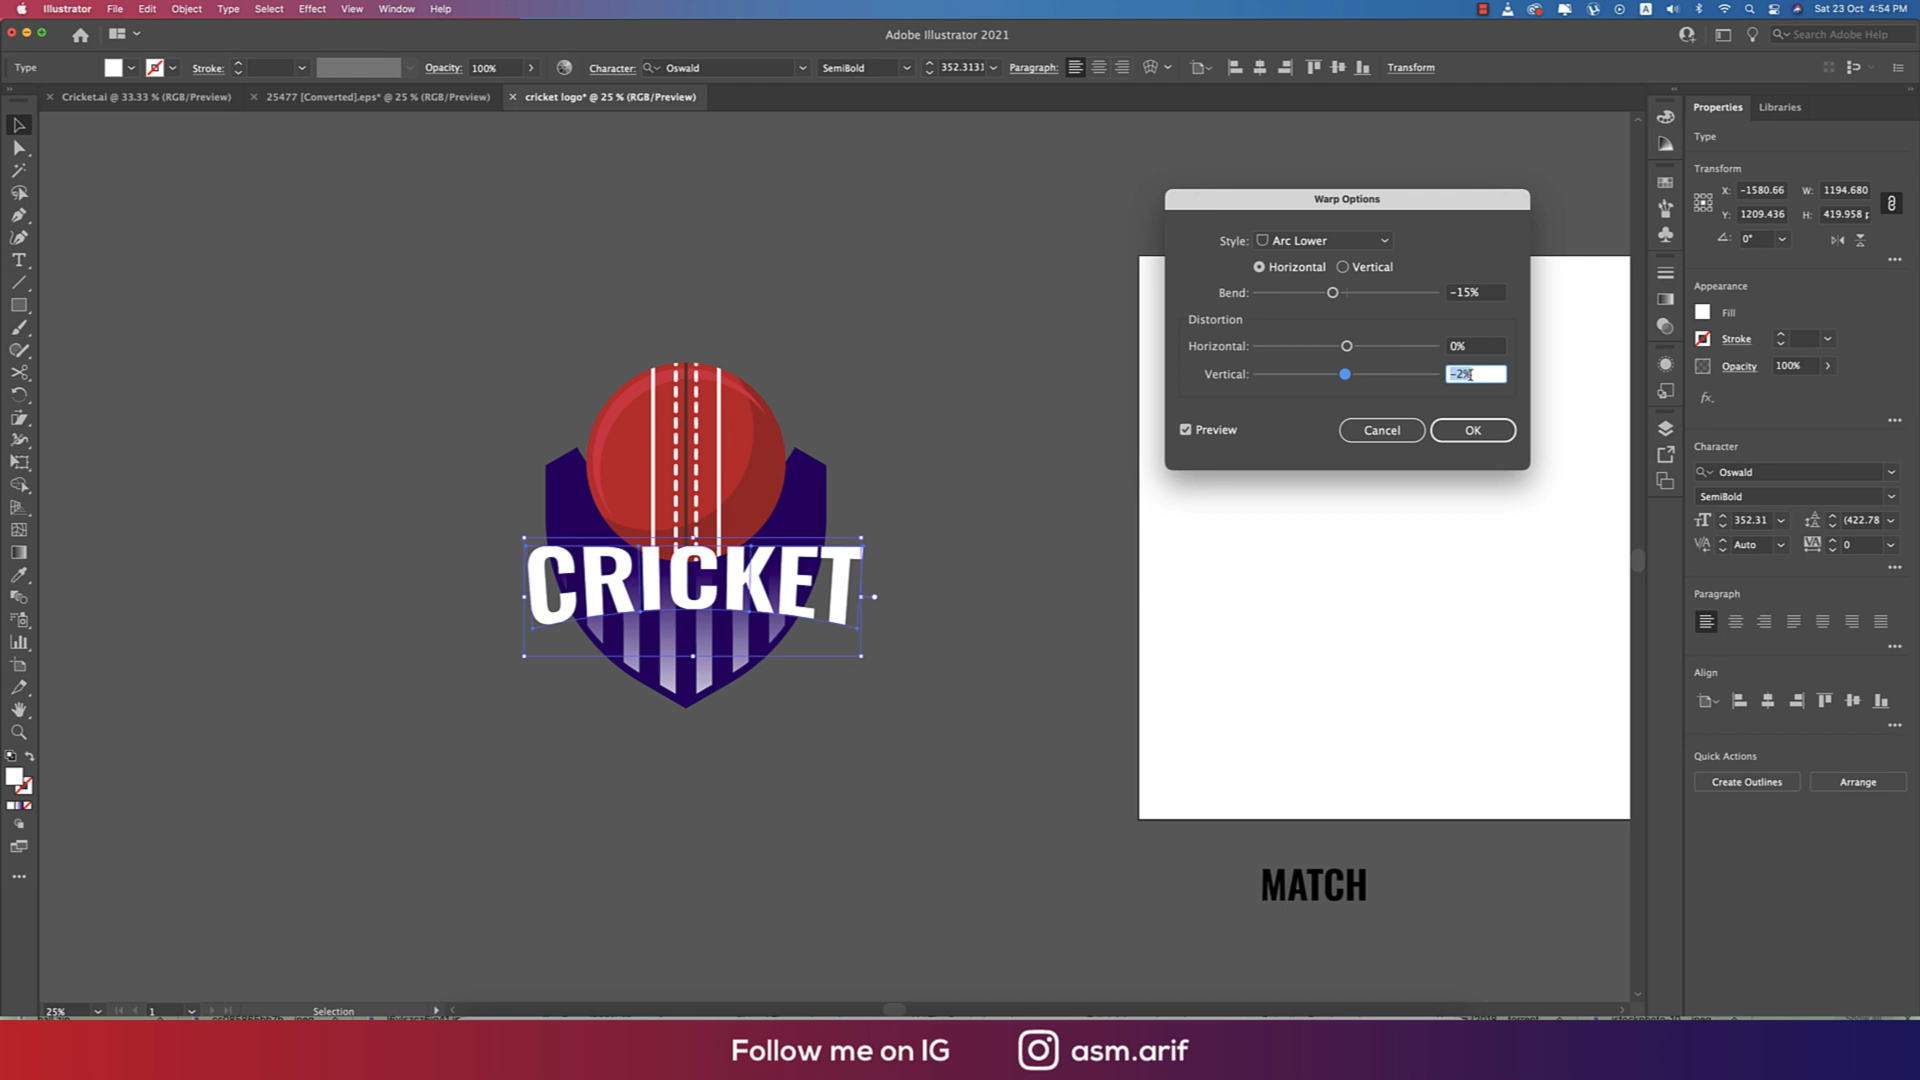 Illustrator File Edit Object Type Select Effect View Window Help
A Sat 23 Oct 4:54 PM
Adobe Illustrator 2021
Search Adobe Help
Type Stroke: Opacity: 100% Character: Oswald SemiBold 352.3131 Paragraph: Transform
Cricket.ai @ 33.33 % (RGB/Preview)
25477 [Converted].eps* @ 25 % (RGB/Preview)
cricket logo* @ 25 % (RGB/Preview)
Properties Libraries
Type
Transform
X: -1580.66 W: 1194.680
Y: 1209.436 H: 419.958 p
0°
Appearance
Fill
Stroke
Opacity 100%
fx.
Character
Oswald
SemiBold
352.31 (422.78
Auto 0
Paragraph
Align
Quick Actions
Create Outlines Arrange
Warp Options
Style: Arc Lower
Horizontal Vertical
Bend: -15%
Distortion
Horizontal: 0%
Vertical: -2%
Preview Cancel OK
CRICKET
MATCH
25% 1 Selection
Follow me on IG asm.arif